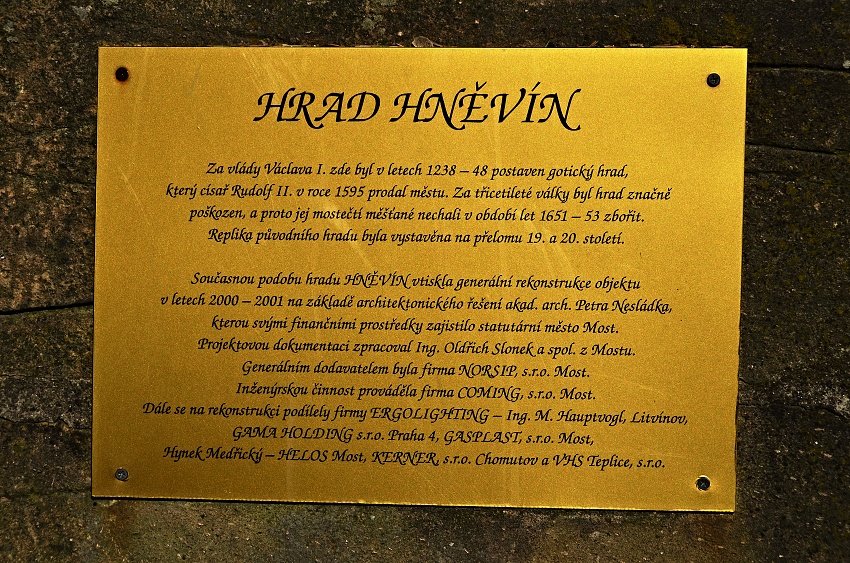 HRAD HNĚVÍN
Za vlády Václava I. zde byl v letech 1238 – 48 postaven gotický hrad,
který císař Rudolf II. v roce 1595 prodal městu. Za třicetileté války byl hrad značně
poškozen, a proto jej mostečtí měšťané nechali v období let 1651 – 53 zbořit.
Replika původního hradu byla vystavěna na přelomu 19. a 20. století.
Současnou podobu hradu HNĚVÍN vtiskla generální rekonstrukce objektu
v letech 2000 – 2001 na základě architektonického řešení akad. arch. Petra Nesládka,
kterou svými finančními prostředky zajistilo statutární město Most.
Projektovou dokumentaci zpracoval Ing. Oldřich Slonek a spol. z Mostu.
Generálním dodavatelem byla firma NORSIP, s.r.o. Most.
Inženýrskou činnost prováděla firma COMING, s.r.o. Most.
Dále se na rekonstrukci podílely firmy ERGOLIGHTING – Ing. M. Hauptvogl, Litvínov,
GAMA HOLDING s.r.o. Praha 4, GASPLAST, s.r.o. Most,
Hynek Medřický – HELOS Most, KERNER, s.r.o. Chomutov a VHS Teplice, s.r.o.